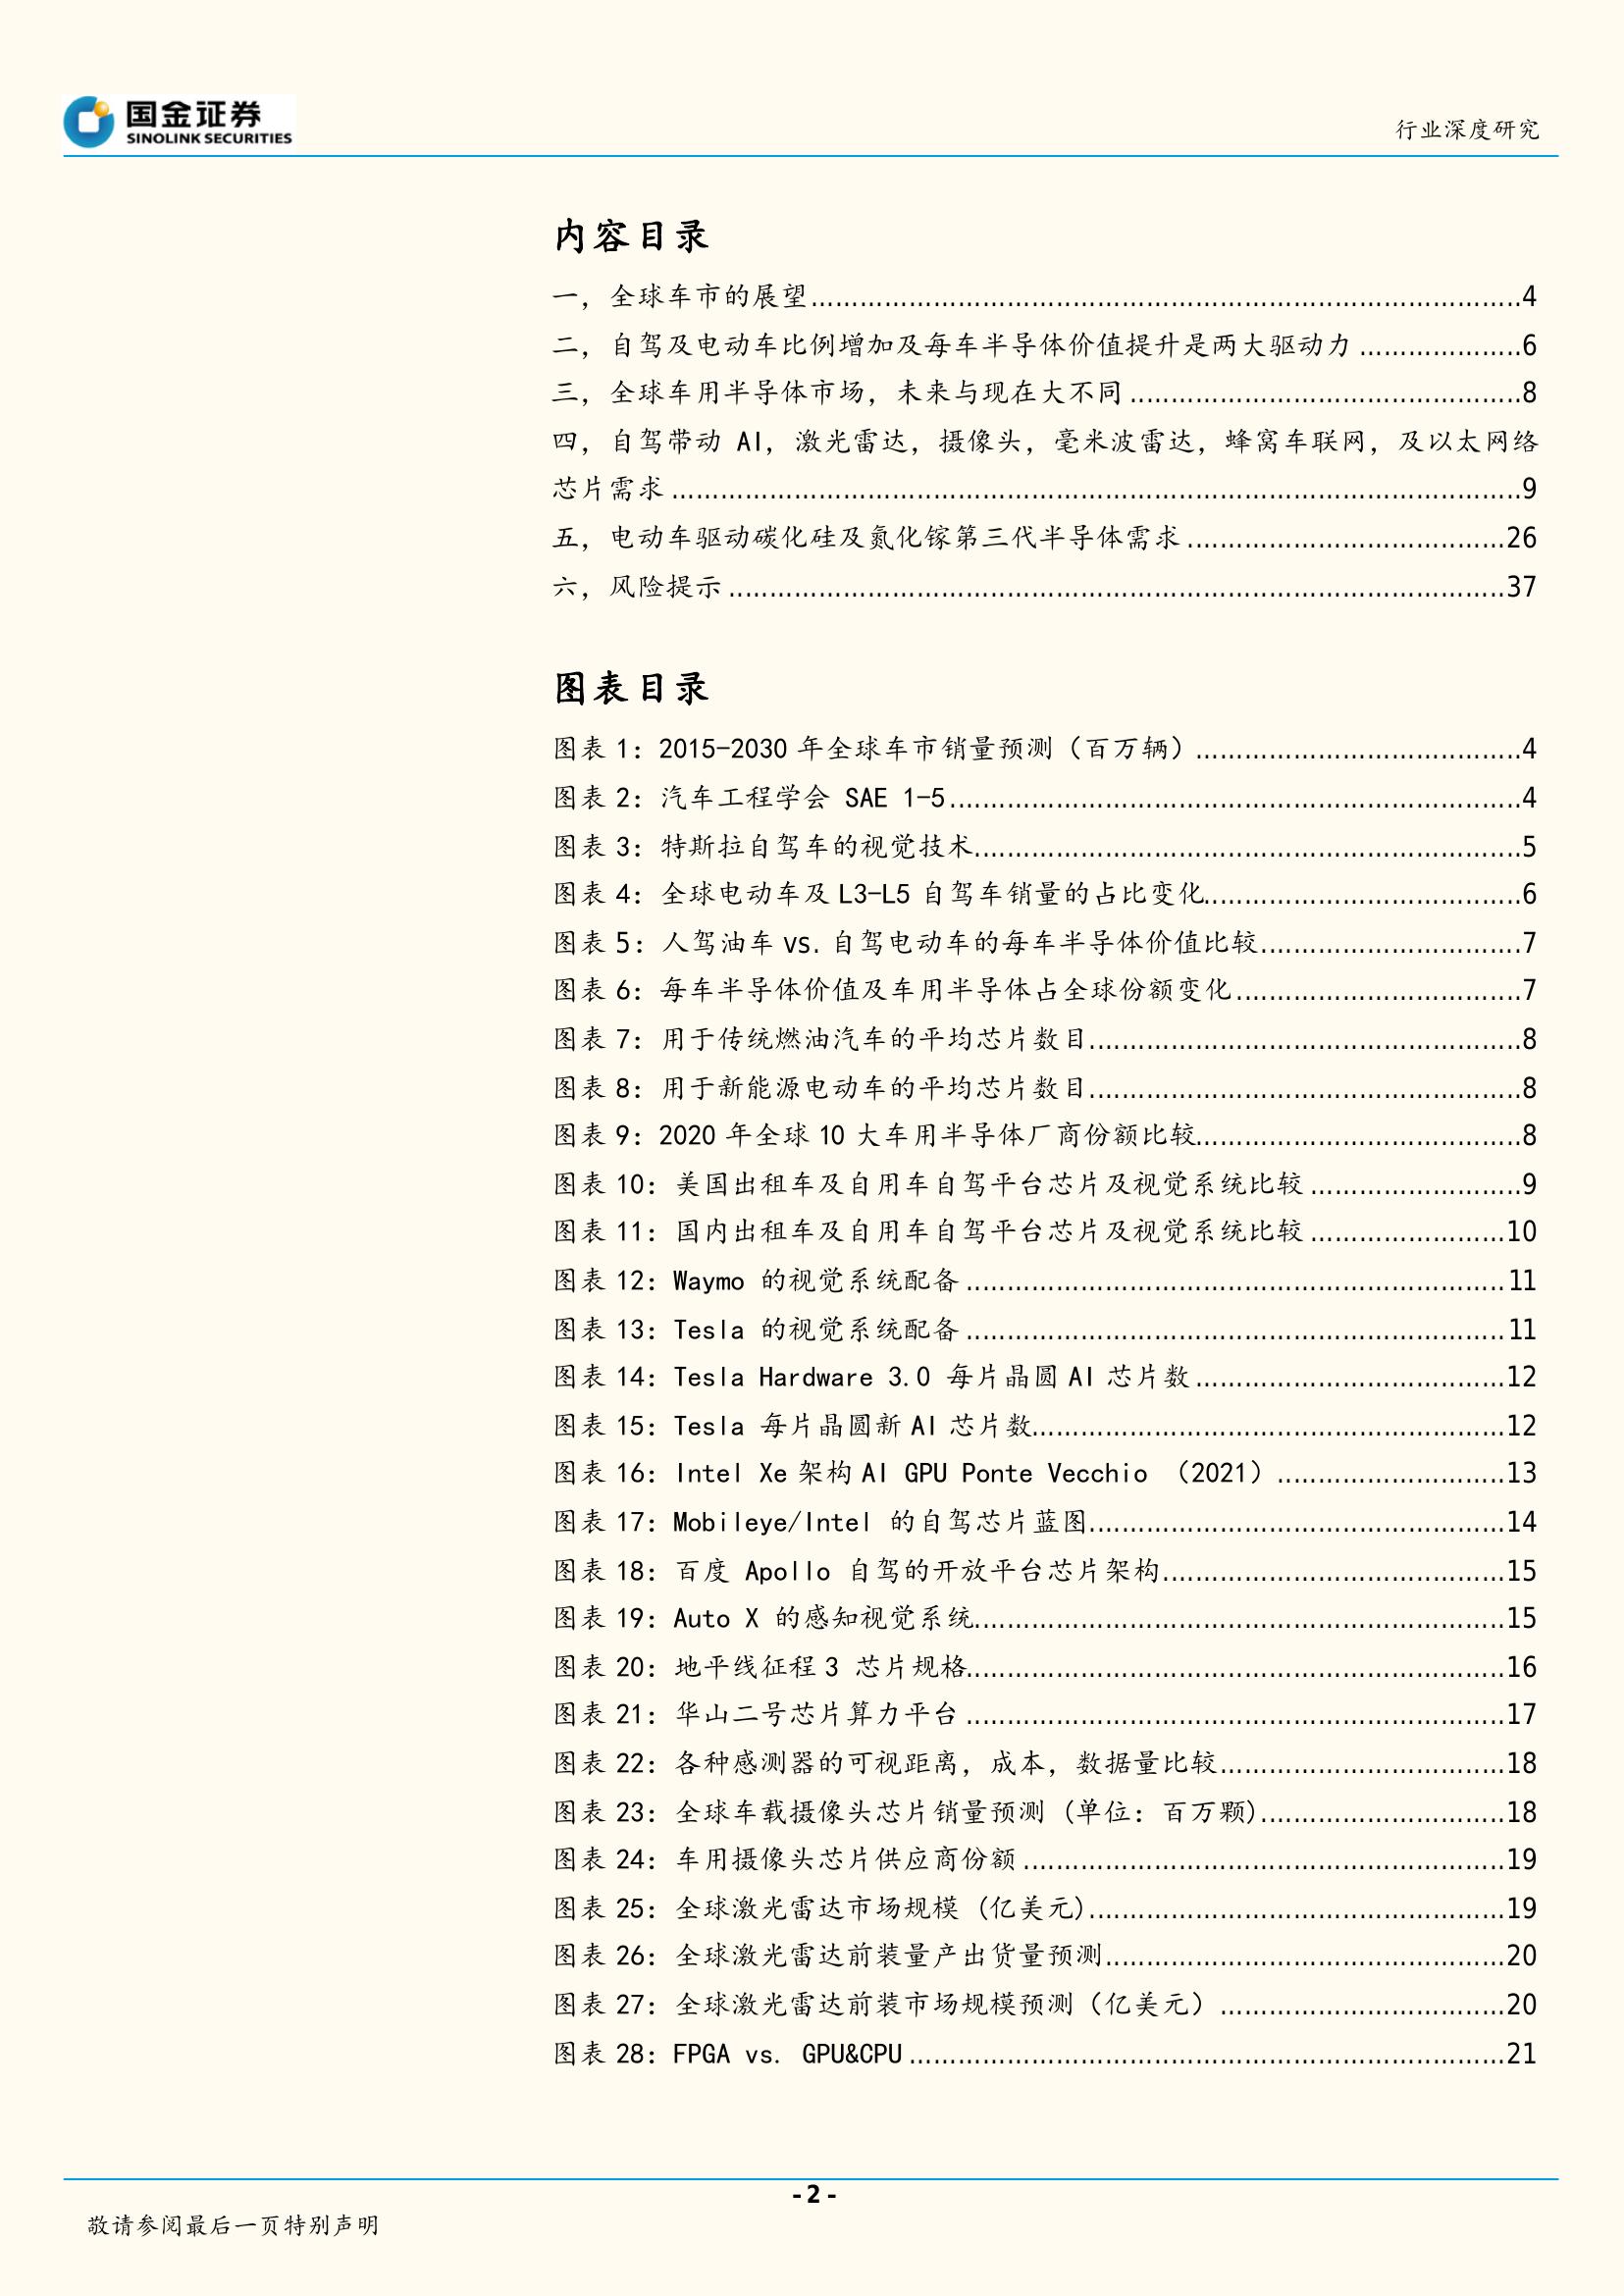 国金证券
SINOLINK SECURITIES
行业深度研究
内容目录
一，全球车市的展望................................................4
二，自驾及电动车比例增加及每车半导体价值提升是两大驱动力....................6
三，全球车用半导体市场，未来与现在大不同................................8
四，自驾带动 AI，激光雷达，摄像头，毫米波雷达，蜂窝车联网，及以太网络
芯片需求................................................9
五，电动车驱动碳化硅及氮化镓第三代半导体需求................................26
六，风险提示................................................37
图表目录
图表 1：2015-2030 年全球车市销量预测（百万辆）................................4
图表 2：汽车工程学会 SAE 1-5................................4
图表 3：特斯拉自驾车的视觉技术................................5
图表 4：全球电动车及 L3-L5 自驾车销量的占比变化................................6
图表 5：人驾油车 vs. 自驾电动车的每车半导体价值比较................................7
图表 6：每车半导体价值及车用半导体占全球份额变化................................7
图表 7：用于传统燃油汽车的平均芯片数目................................8
图表 8：用于新能源电动车的平均芯片数目................................8
图表 9：2020 年全球 10 大车用半导体厂商份额比较................................8
图表 10：美国出租车及自用车自驾平台芯片及视觉系统比较................................9
图表 11：国内出租车及自用车自驾平台芯片及视觉系统比较................................10
图表 12：Waymo 的视觉系统配备................................11
图表 13：Tesla 的视觉系统配备................................11
图表 14：Tesla Hardware 3.0 每片晶圆 AI 芯片数................................12
图表 15：Tesla 每片晶圆新 AI 芯片数................................12
图表 16：Intel Xe 架构 AI GPU Ponte Vecchio （2021）................................13
图表 17：Mobileye/Intel 的自驾芯片蓝图................................14
图表 18：百度 Apollo 自驾的开放平台芯片架构................................15
图表 19：Auto X 的感知视觉系统................................15
图表 20：地平线征程 3 芯片规格................................16
图表 21：华山二号芯片算力平台................................17
图表 22：各种感测器的可视距离，成本，数据量比较................................18
图表 23：全球车载摄像头芯片销量预测 (单位：百万颗)................................18
图表 24：车用摄像头芯片供应商份额................................19
图表 25：全球激光雷达市场规模 (亿美元)................................19
图表 26：全球激光雷达前装量产出货量预测................................20
图表 27：全球激光雷达前装市场规模预测（亿美元）................................20
图表 28：FPGA vs. GPU&CPU................................21
- 2 -
敬请参阅最后一页特别声明